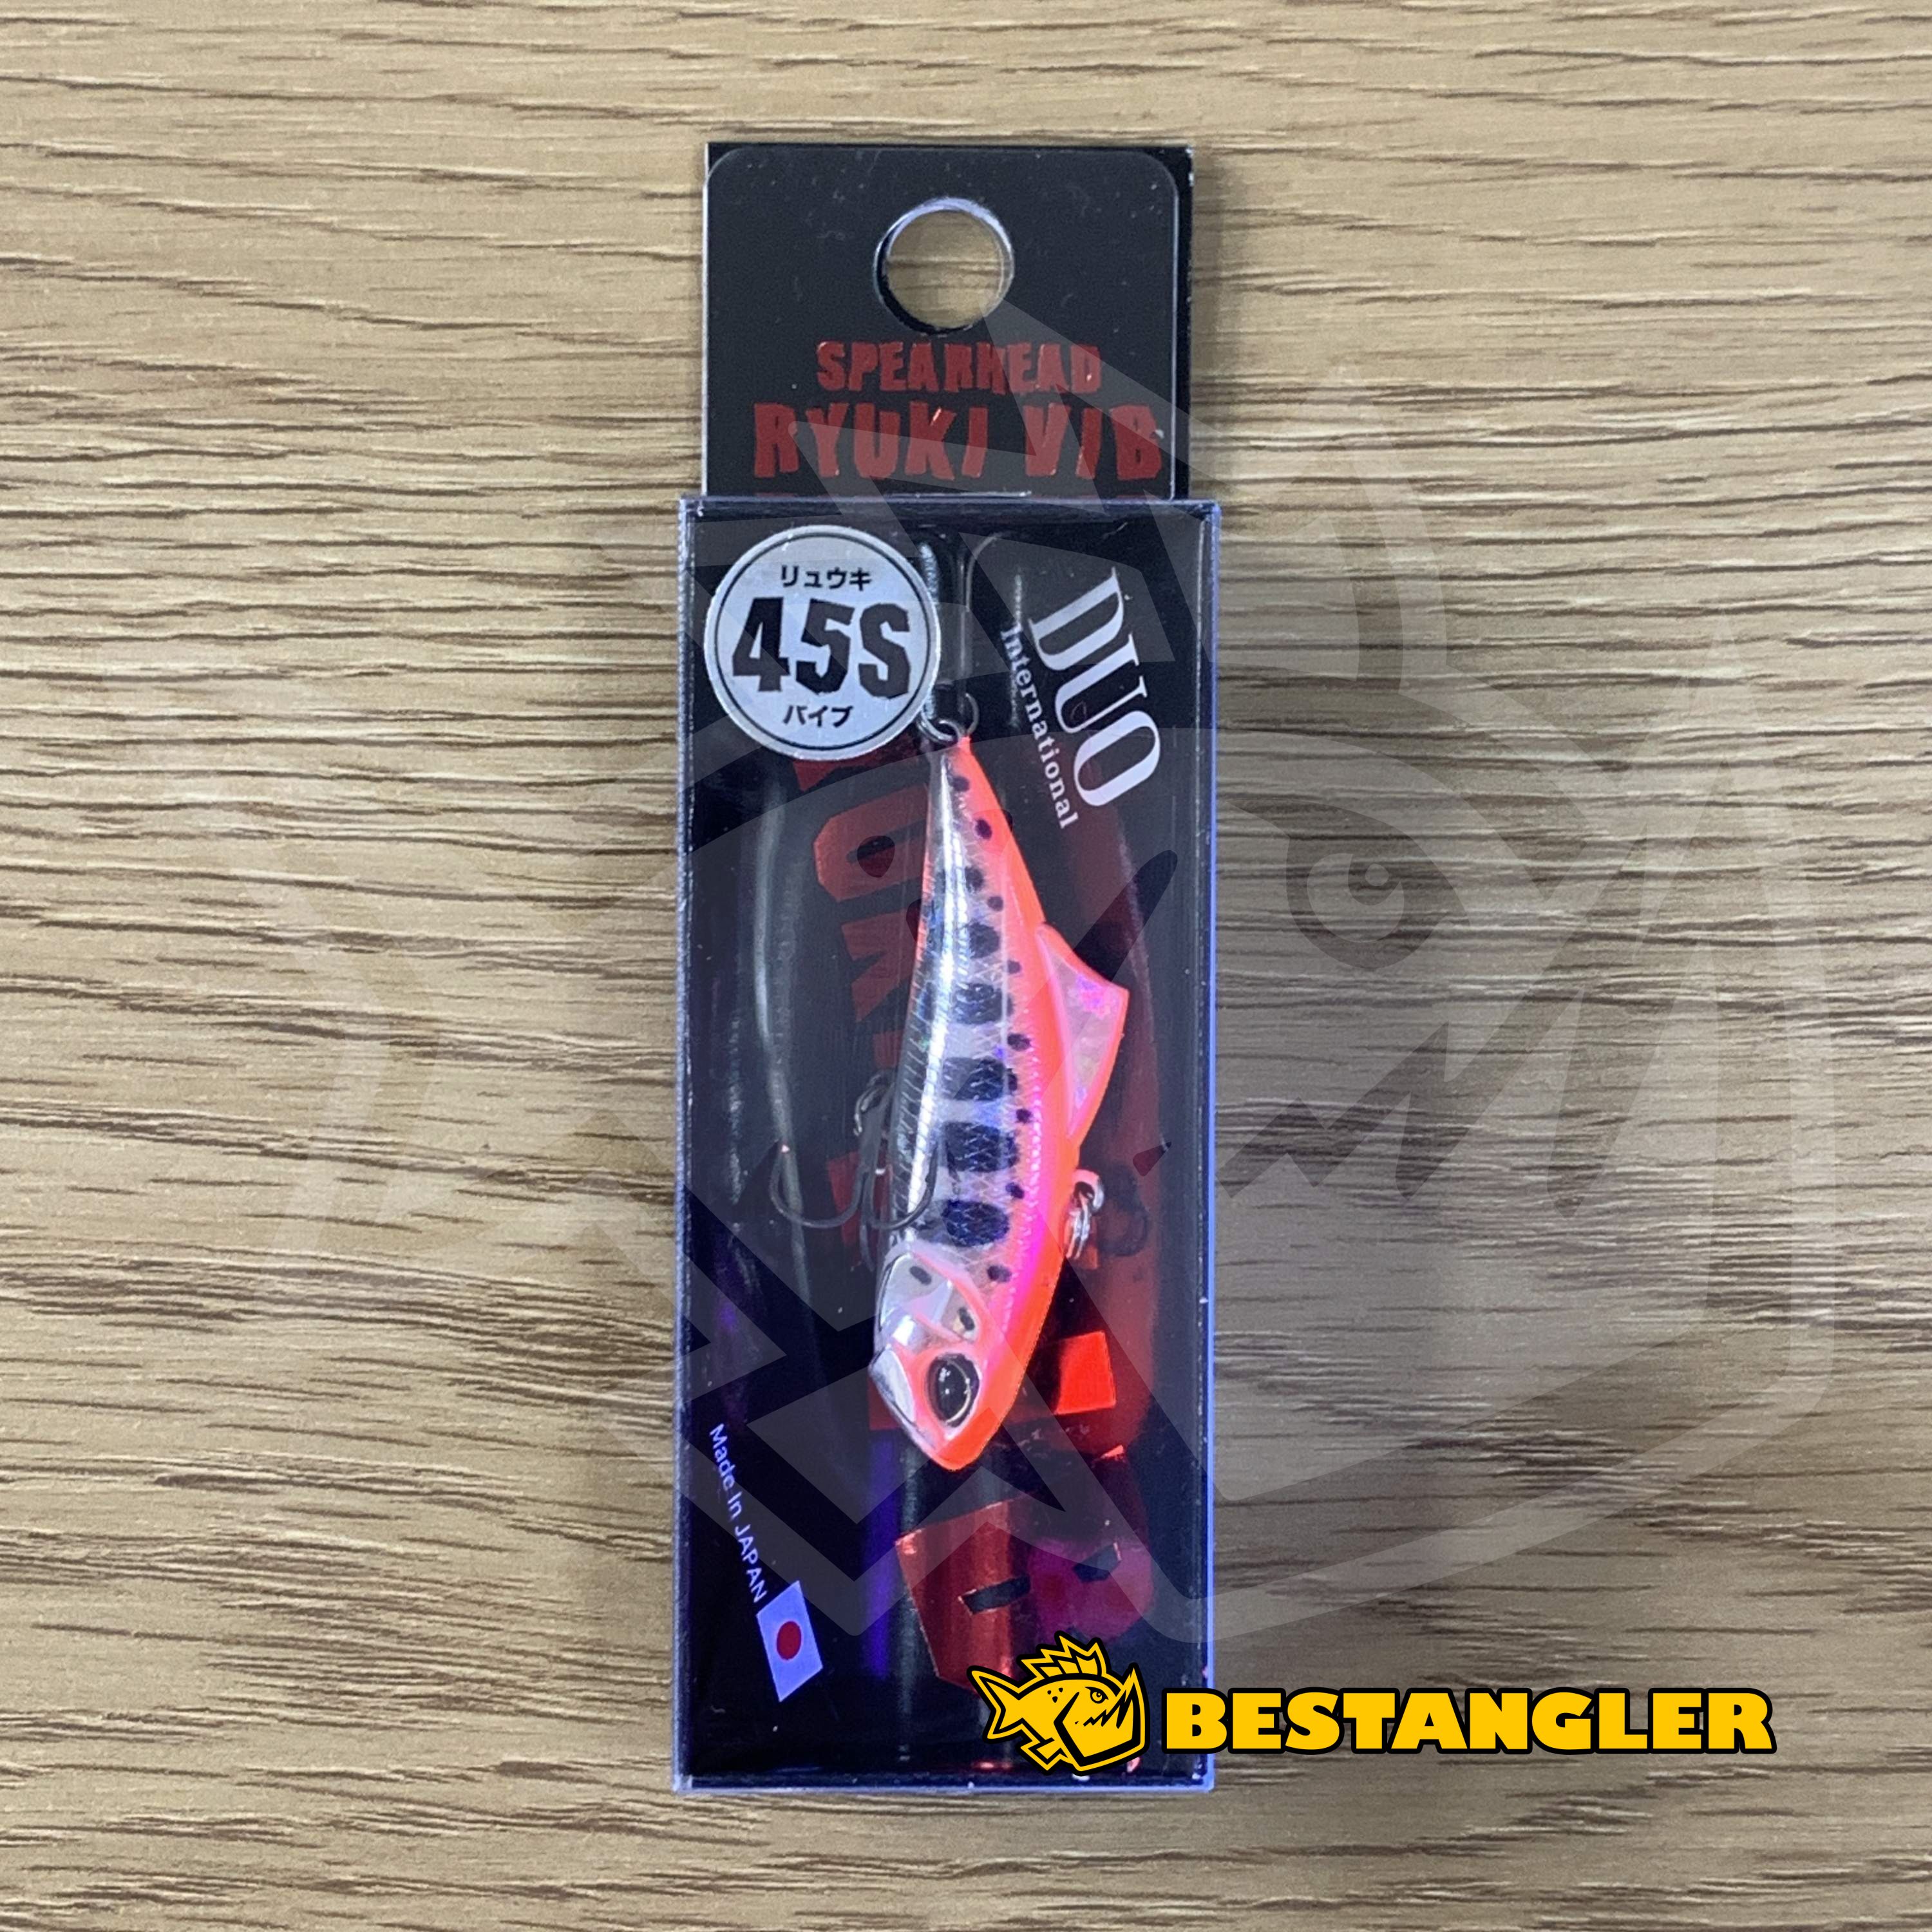 SPEARHEAD
RYUKI VIB
リュウキ
45S
バイブ
DUO
International
Made In JAPAN
BESTANGLER